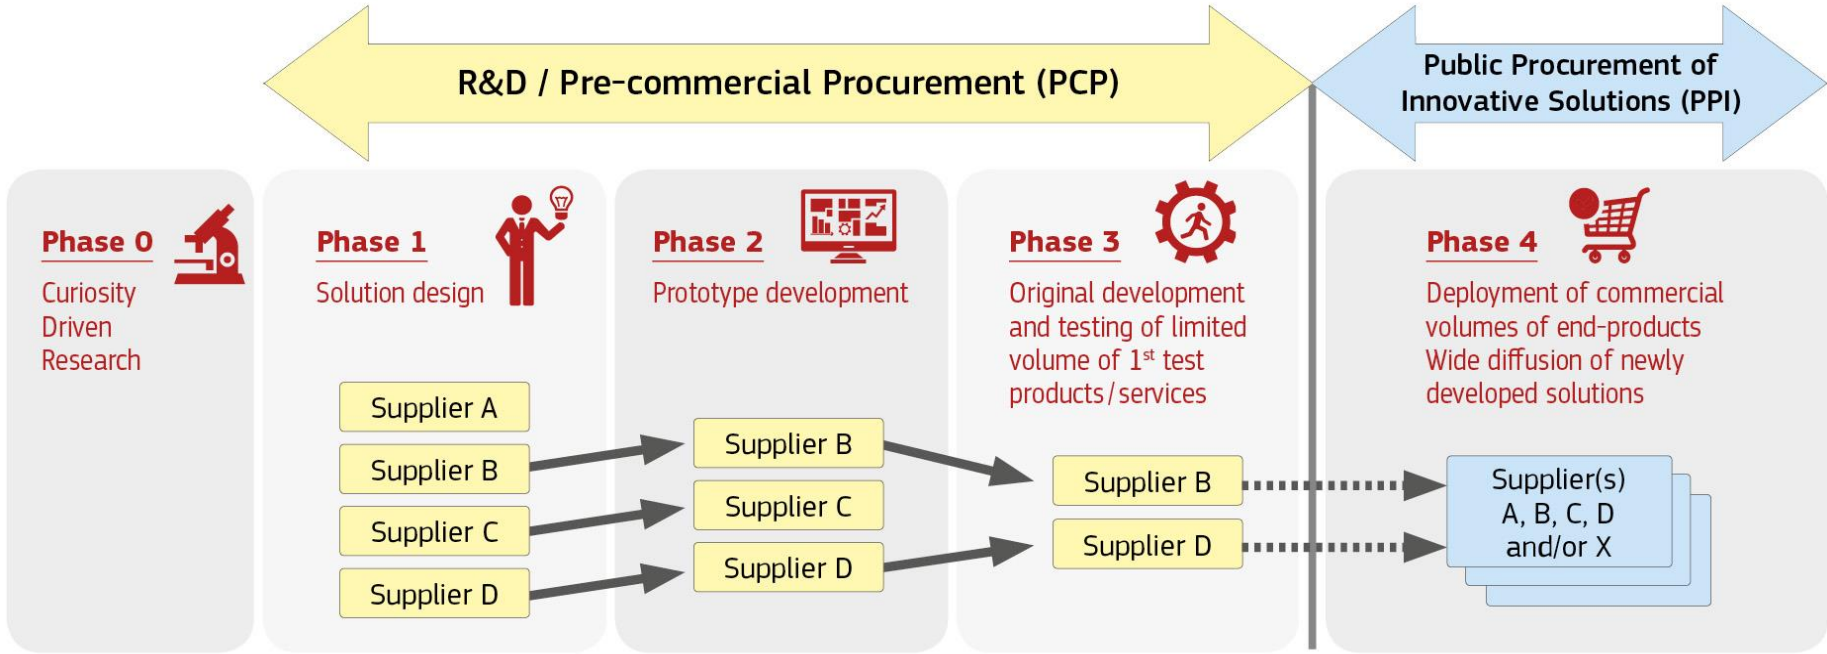 R&D / Pre-commercial Procurement (PCP)
Public Procurement of
Innovative Solutions (PPI)
Phase 0
Curiosity
Driven
Research
Phase 1
Solution design
Supplier A
Supplier B
Supplier C
Supplier D
Phase 2
Prototype development
Supplier B
Supplier C
Supplier D
Phase 3
Original development
and testing of limited
volume of 1st test
products/services
Supplier B
Supplier D
Phase 4
Deployment of commercial
volumes of end-products
Wide diffusion of newly
developed solutions
Supplier(s)
A, B, C, D
and/or X